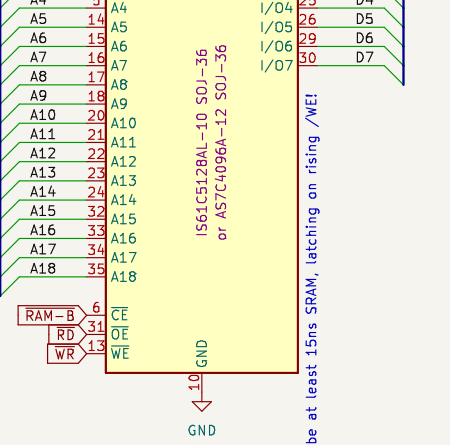 A4 5 A4 I/O4 25 D4
A5 14 A5 I/O5 26 D5
A6 15 A6 I/O6 29 D6
A7 16 A7 I/O7 30 D7
A8 17 A8
A9 18 A9
A10 20 A10
A11 21 A11
A12 22 A12
A13 23 A13
A14 24 A14
A15 32 A15
A16 33 A16
A17 34 A17
A18 35 A18
IS61C5128AL-10 SOJ-36
or AS7C4096A-12 SOJ-36
be at least 15ns SRAM, latching on rising /WE!
RAM-B 6 CE
RD 31 OE
WR 13 WE
GND
10
GND